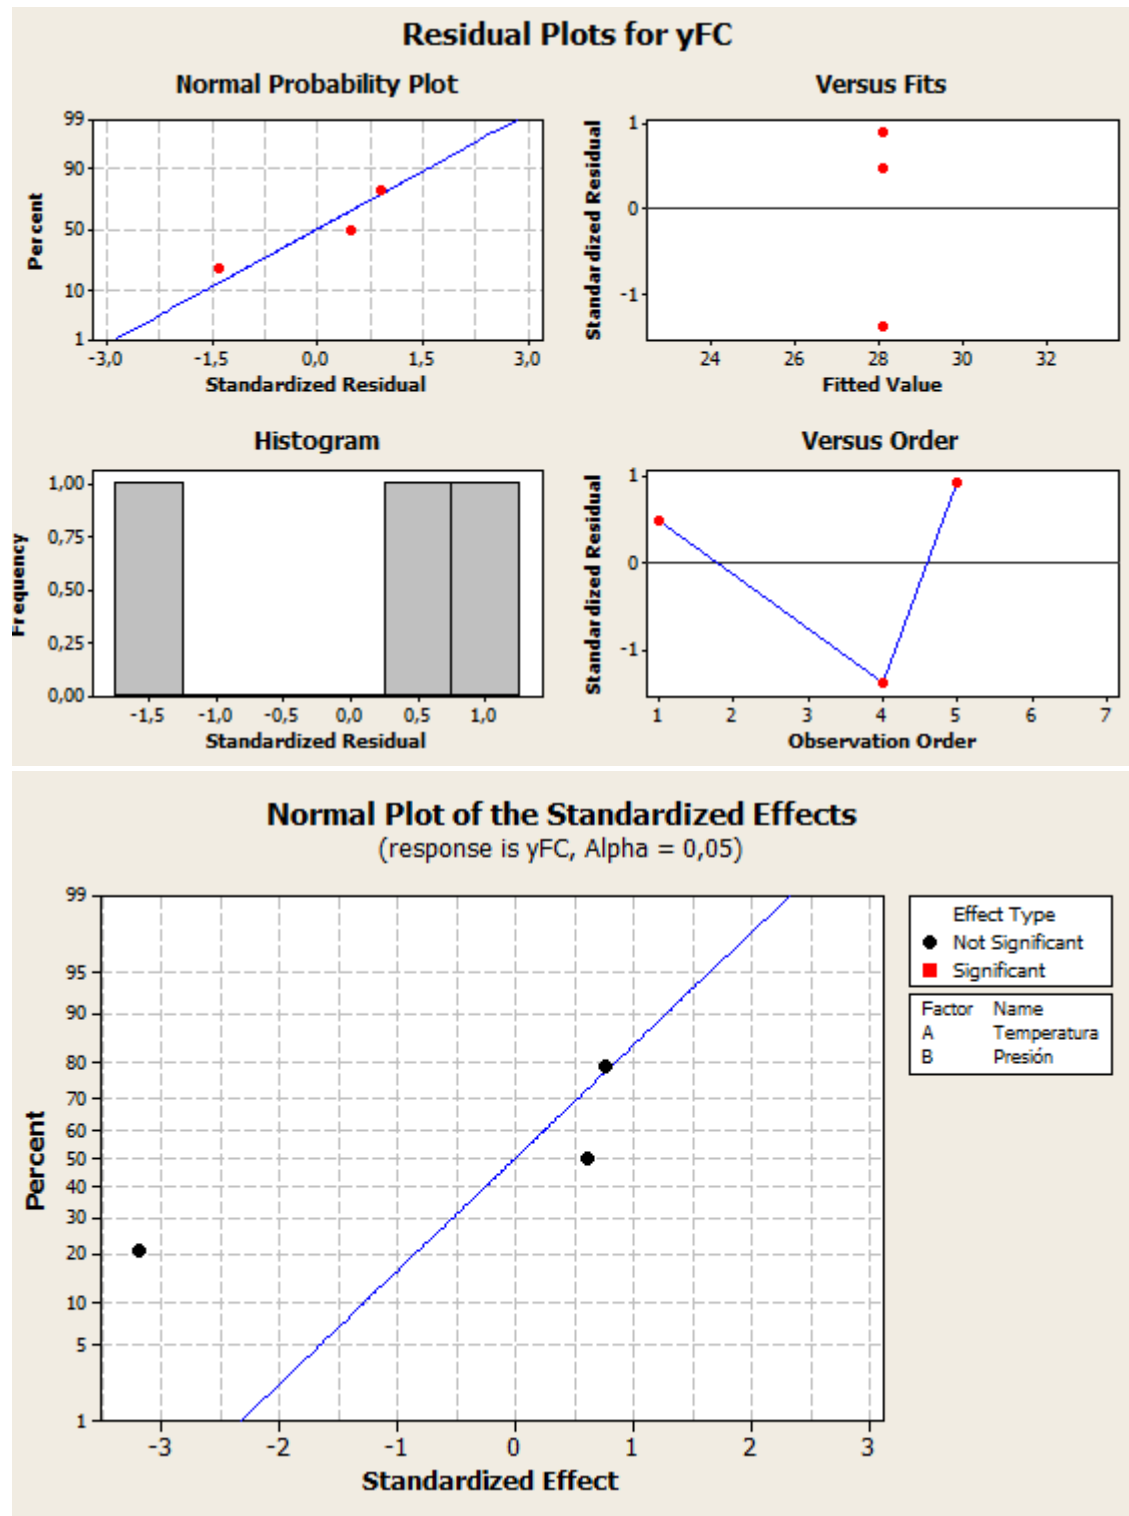 Residual Plots for yFC
Normal Probability Plot
99
90
50
10
1
Percent
-3,0 -1,5 0,0 1,5 3,0
Standardized Residual
Versus Fits
1
0
-1
Standardized Residual
24 26 28 30 32
Fitted Value
Histogram
1,00
0,75
0,50
0,25
0,00
Frequency
-1,5 -1,0 -0,5 0,0 0,5 1,0
Standardized Residual
Versus Order
1
0
-1
Standardized Residual
1 2 3 4 5 6 7
Observation Order
Normal Plot of the Standardized Effects
(response is yFC, Alpha = 0,05)
99
95
90
80
70
60
50
40
30
20
10
5
1
Percent
-3 -2 -1 0 1 2 3
Standardized Effect
Effect Type
Not Significant
Significant
Factor Name
A Temperatura
B Presión